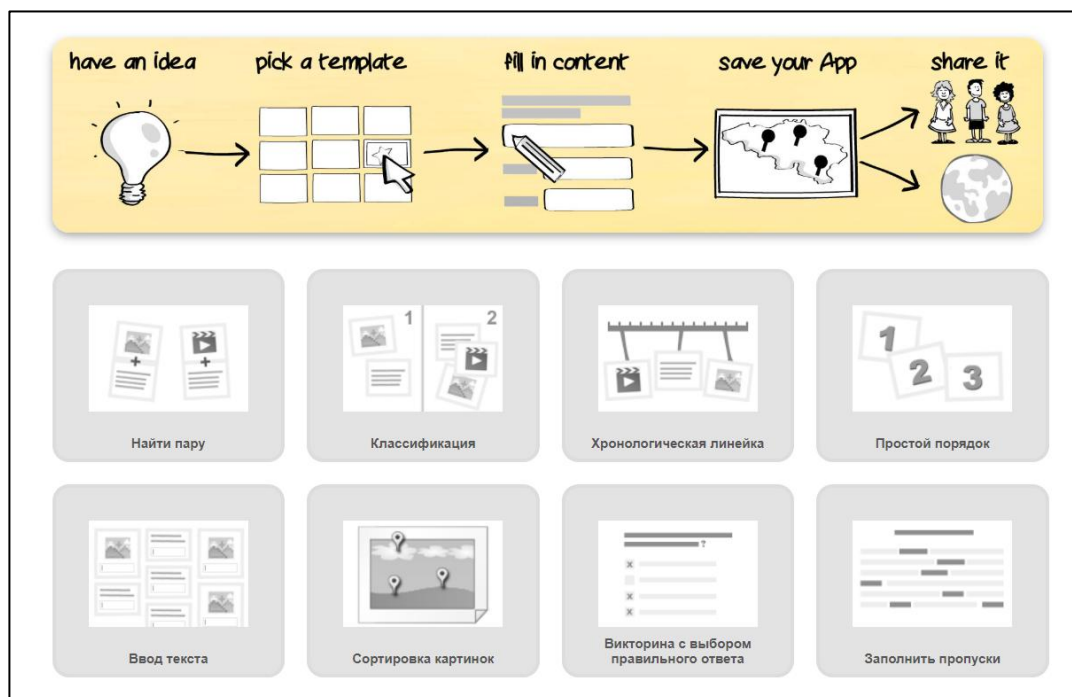 have an idea
pick a template
fill in content
save your App
share it
1
2
1
2
3
Найти пару
Классификация
Хронологическая линейка
Простой порядок
?
x
x
x
Ввод текста
Сортировка картинок
Викторина с выбором
правильного ответа
Заполнить пропуски